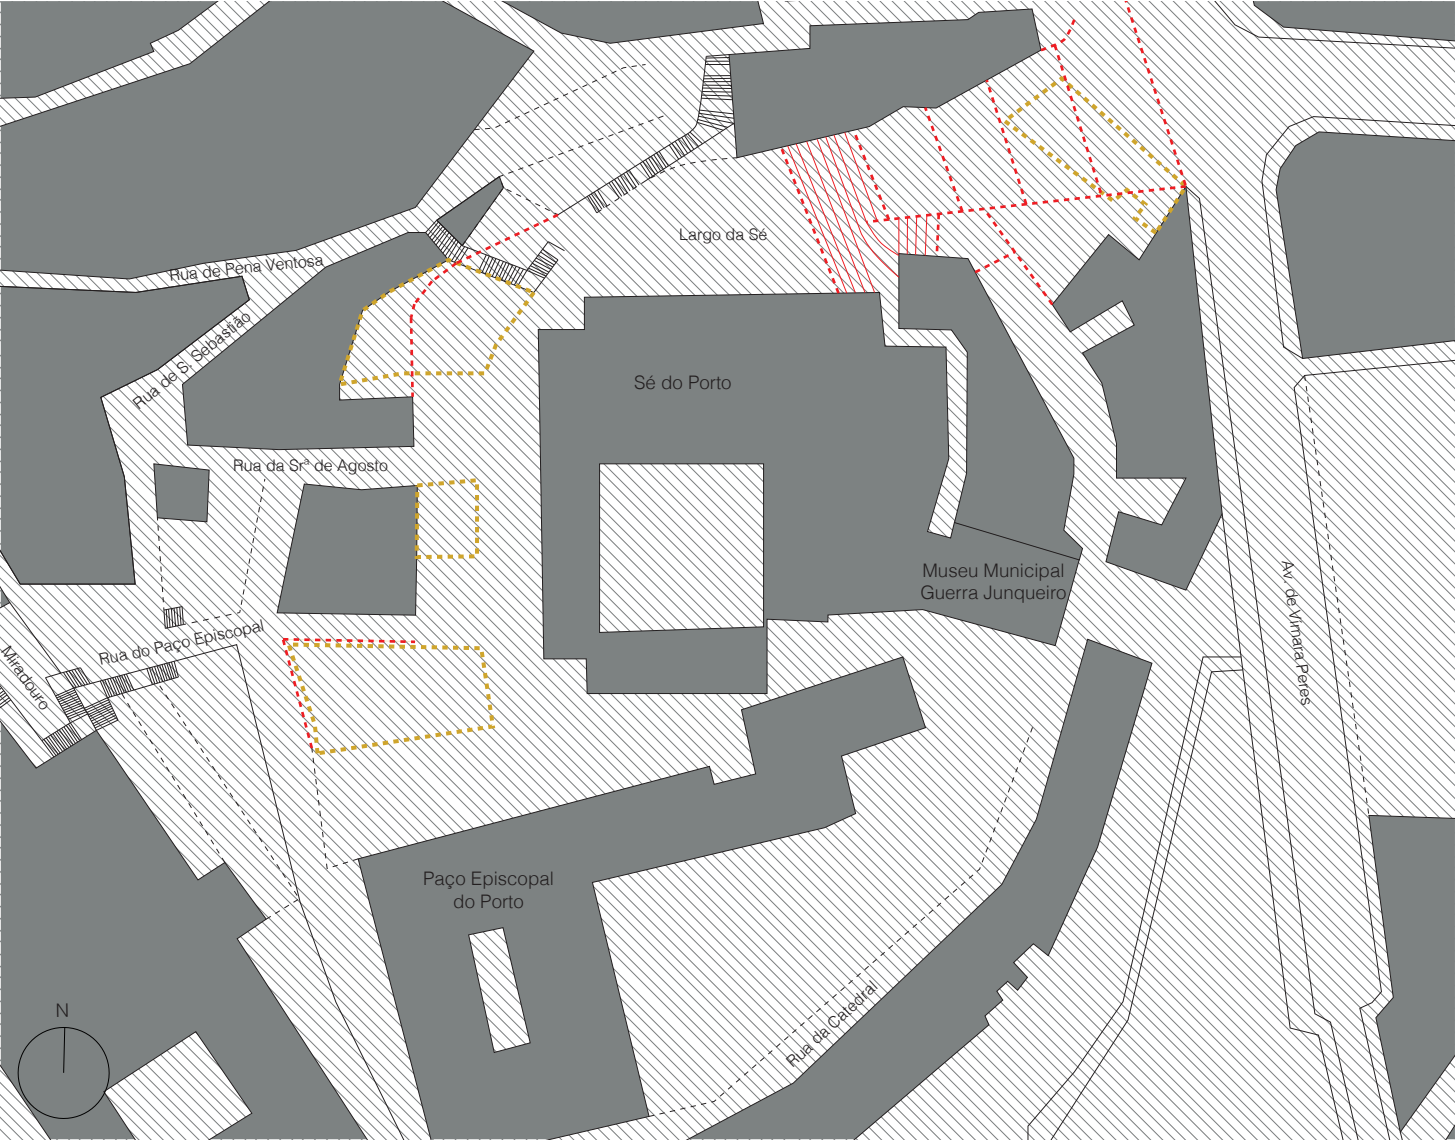 Largo da Sé
Rua de Pena Ventosa
Rua de S. Sebastião
Sé do Porto
Rua da Srª de Agosto
Museu Municipal
Guerra Junqueiro
Av. de Vímara Peres
Rua do Paço Episcopal
Miradouro
Paço Episcopal
do Porto
Rua da Catedral
N